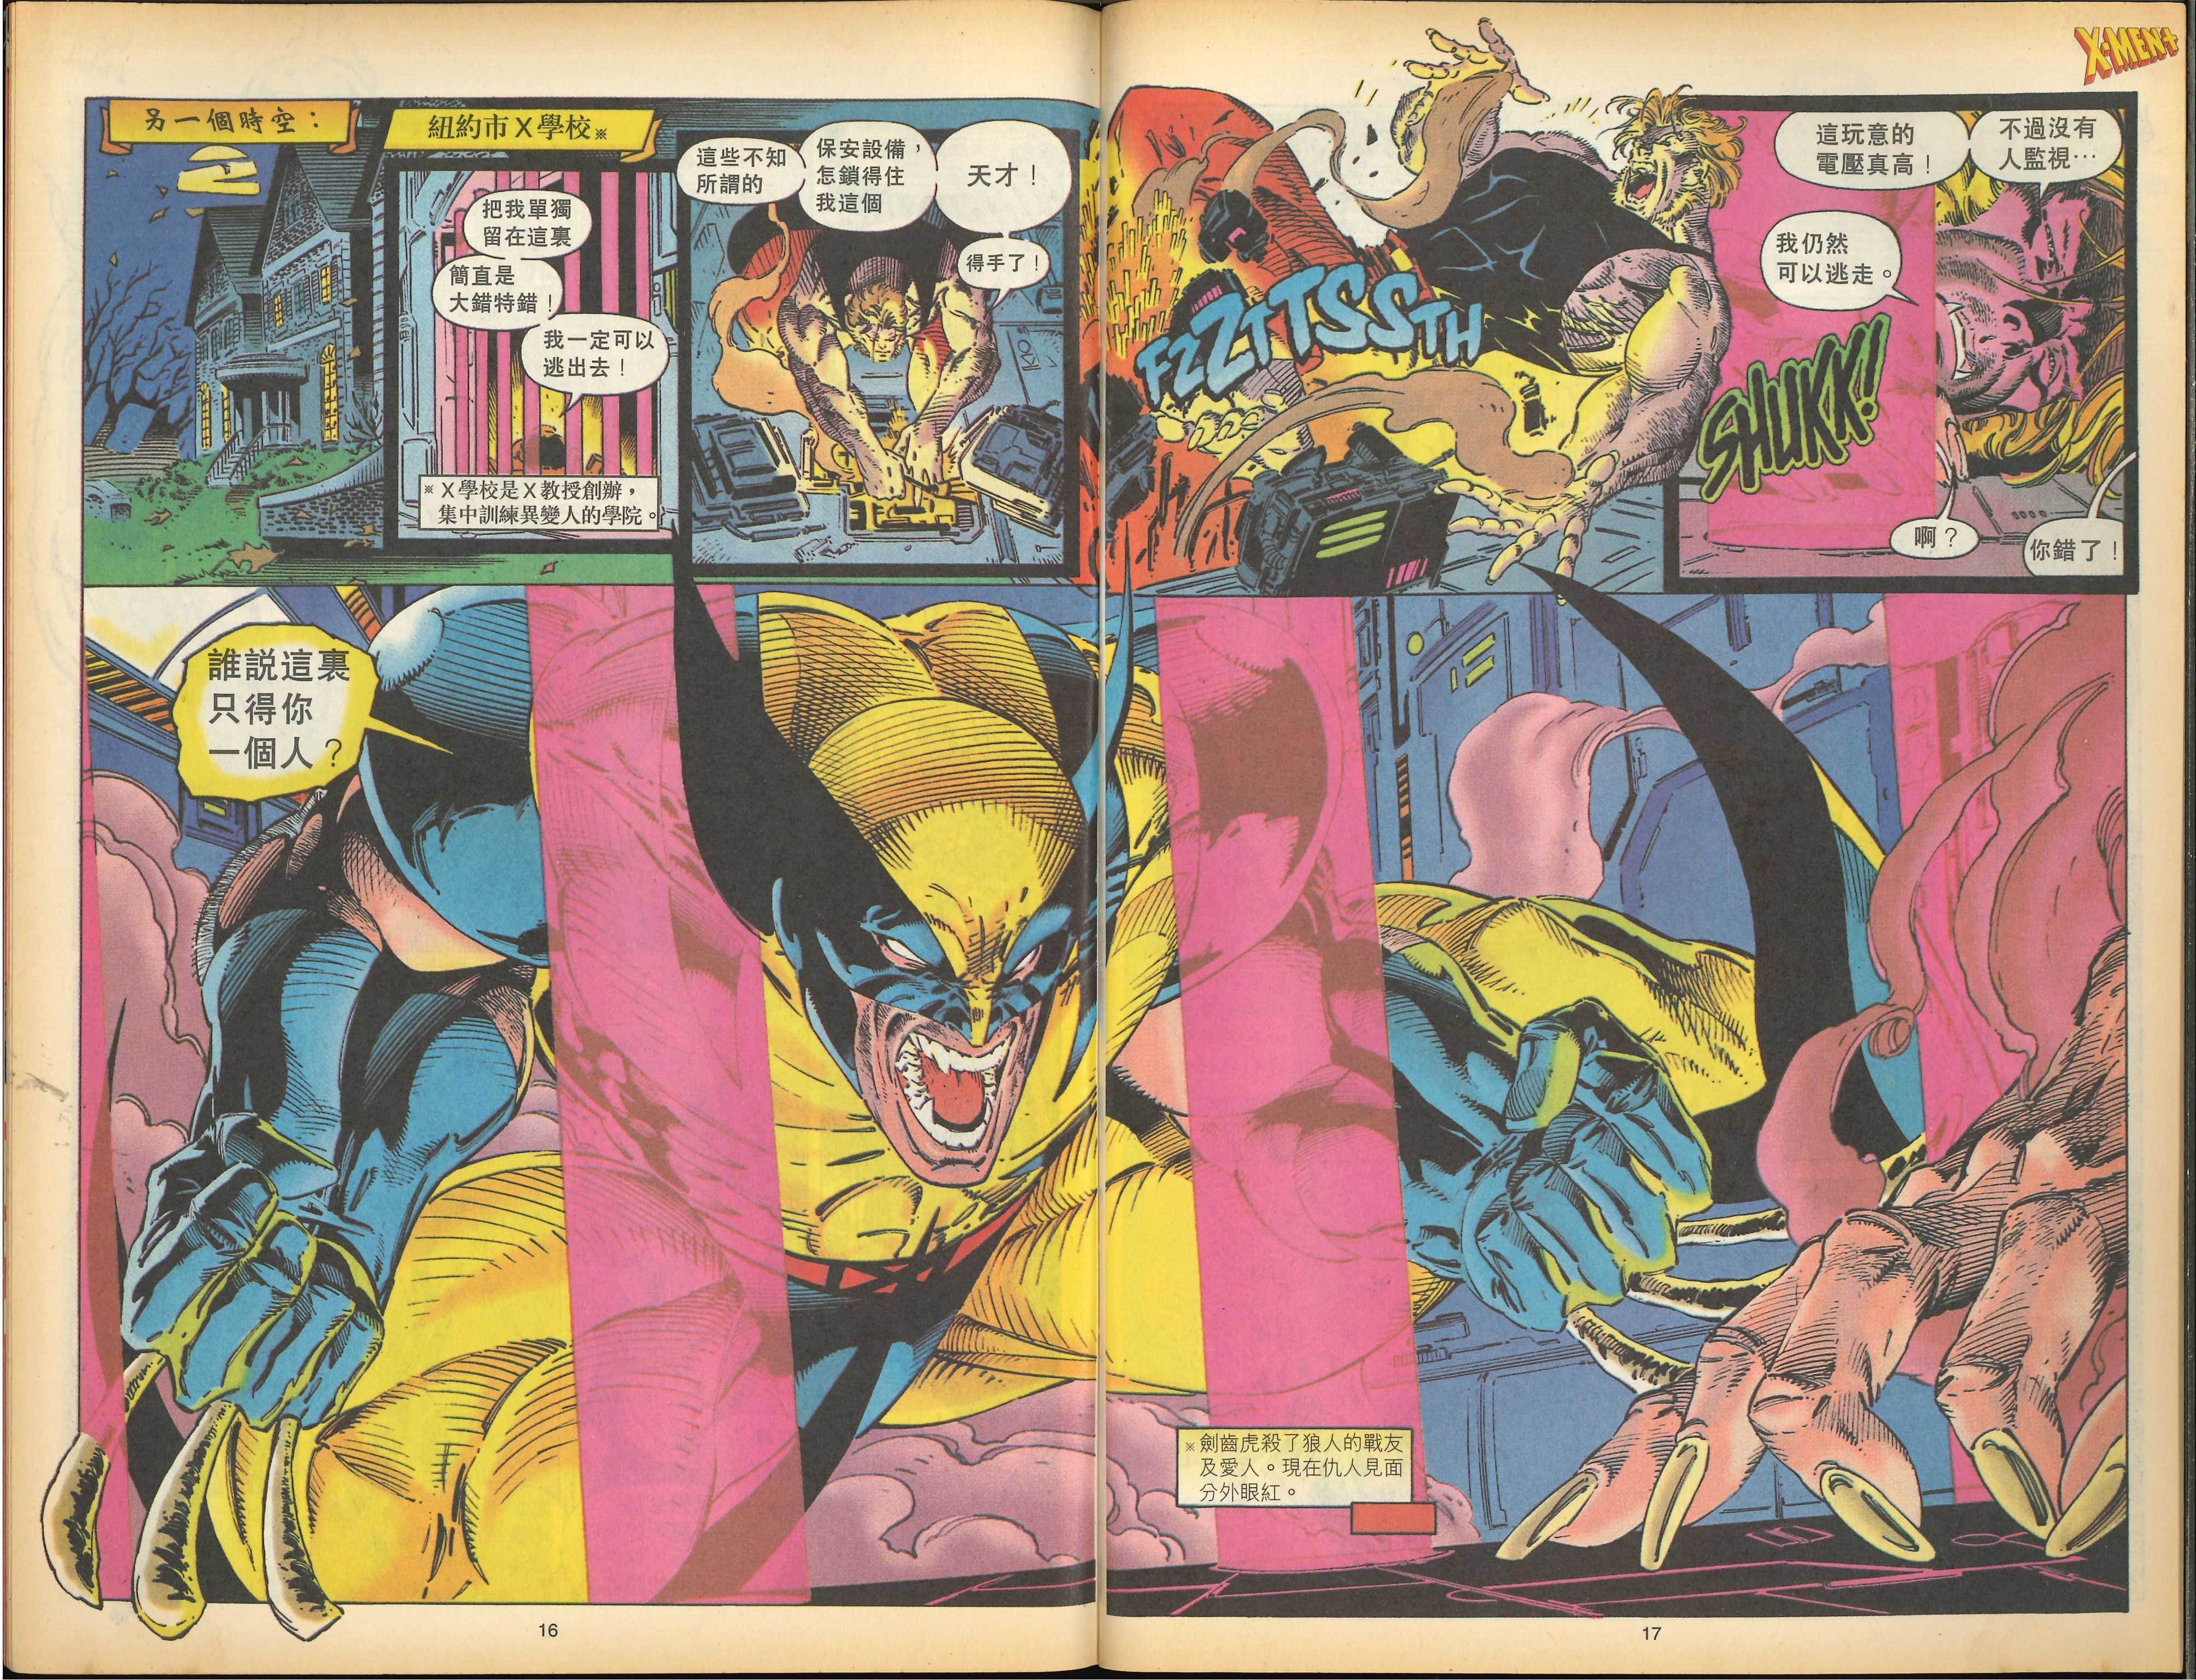 X-MEN+
另一個時空：
紐約市X學校※
把我單獨
留在這裏
簡直是
大錯特錯！
我一定可以
逃出去！
※ X學校是X教授創辦，
集中訓練異變人的學院。
這些不知
所謂的
保安設備，
怎鎖得住
我這個
天才！
得手了！
FZZTTSSTH
這玩意的
電壓真高！
不過沒有
人監視…
我仍然
可以逃走。
SHUKK!
啊？
你錯了！
誰説這裏
只得你
一個人？
※ 劍齒虎殺了狼人的戰友
及愛人。現在仇人見面
分外眼紅。
16
17